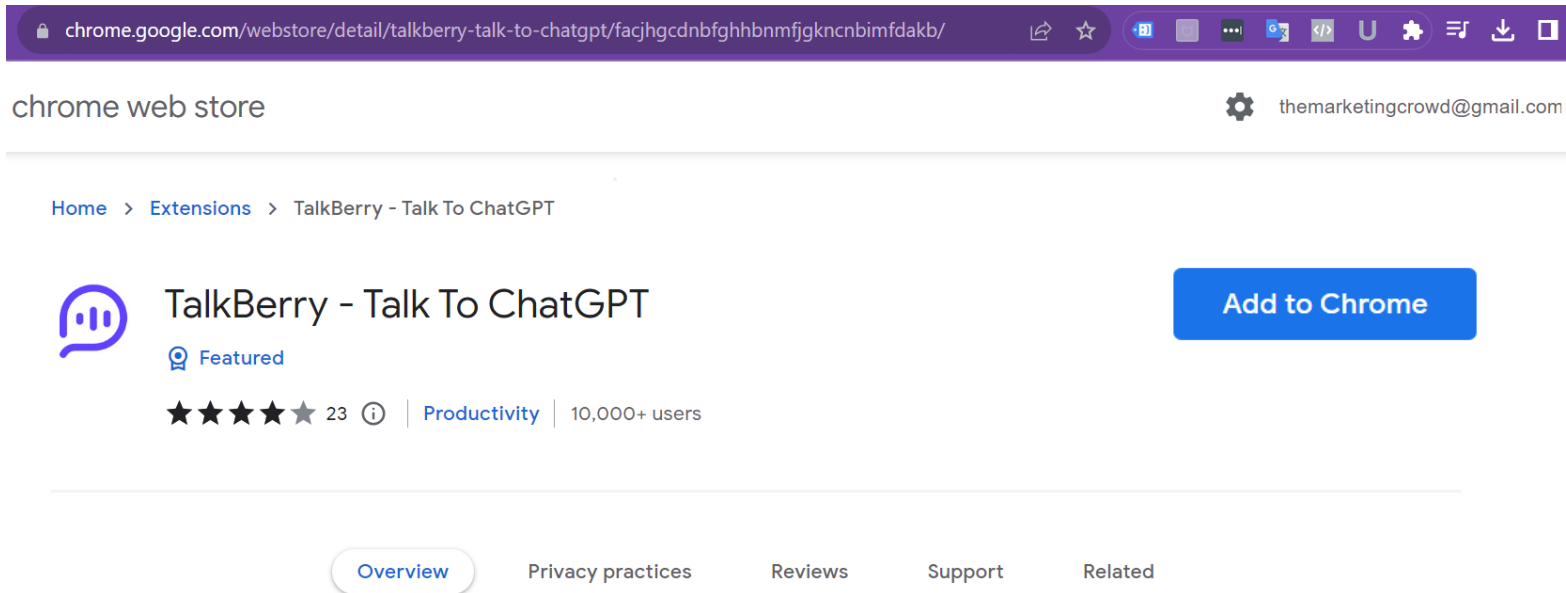 chrome.google.com/webstore/detail/talkberry-talk-to-chatgpt/facjhgcdnbfghhbnmfjgkncnbimfdakb/
chrome web store
themarketingcrowd@gmail.com
Home > Extensions > TalkBerry - Talk To ChatGPT
TalkBerry - Talk To ChatGPT
Add to Chrome
Featured
23 | Productivity | 10,000+ users
Overview Privacy practices Reviews Support Related